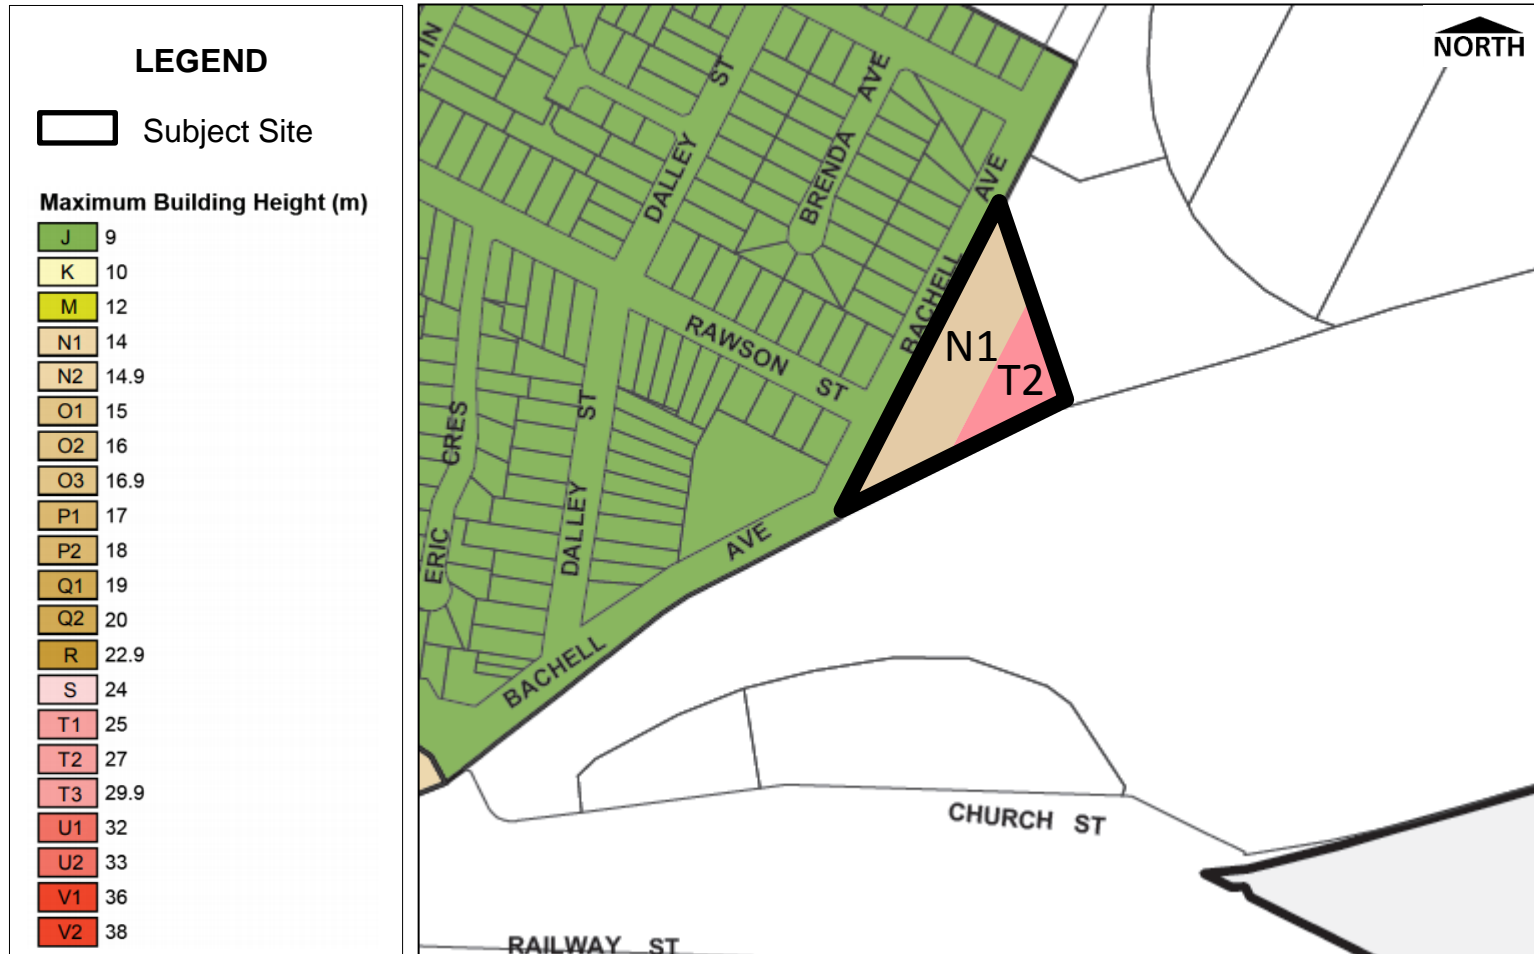 LEGEND
Subject Site
Maximum Building Height (m)
J 9
K 10
M 12
N1 14
N2 14.9
O1 15
O2 16
O3 16.9
P1 17
P2 18
Q1 19
Q2 20
R 22.9
S 24
T1 25
T2 27
T3 29.9
U1 32
U2 33
V1 36
V2 38
NORTH
TIN
DALLEY ST
BRENDA AVE
BACHELL AVE
RAWSON ST
N1
T2
ERIC CRES
DALLEY ST
BACHELL AVE
CHURCH ST
RAILWAY ST